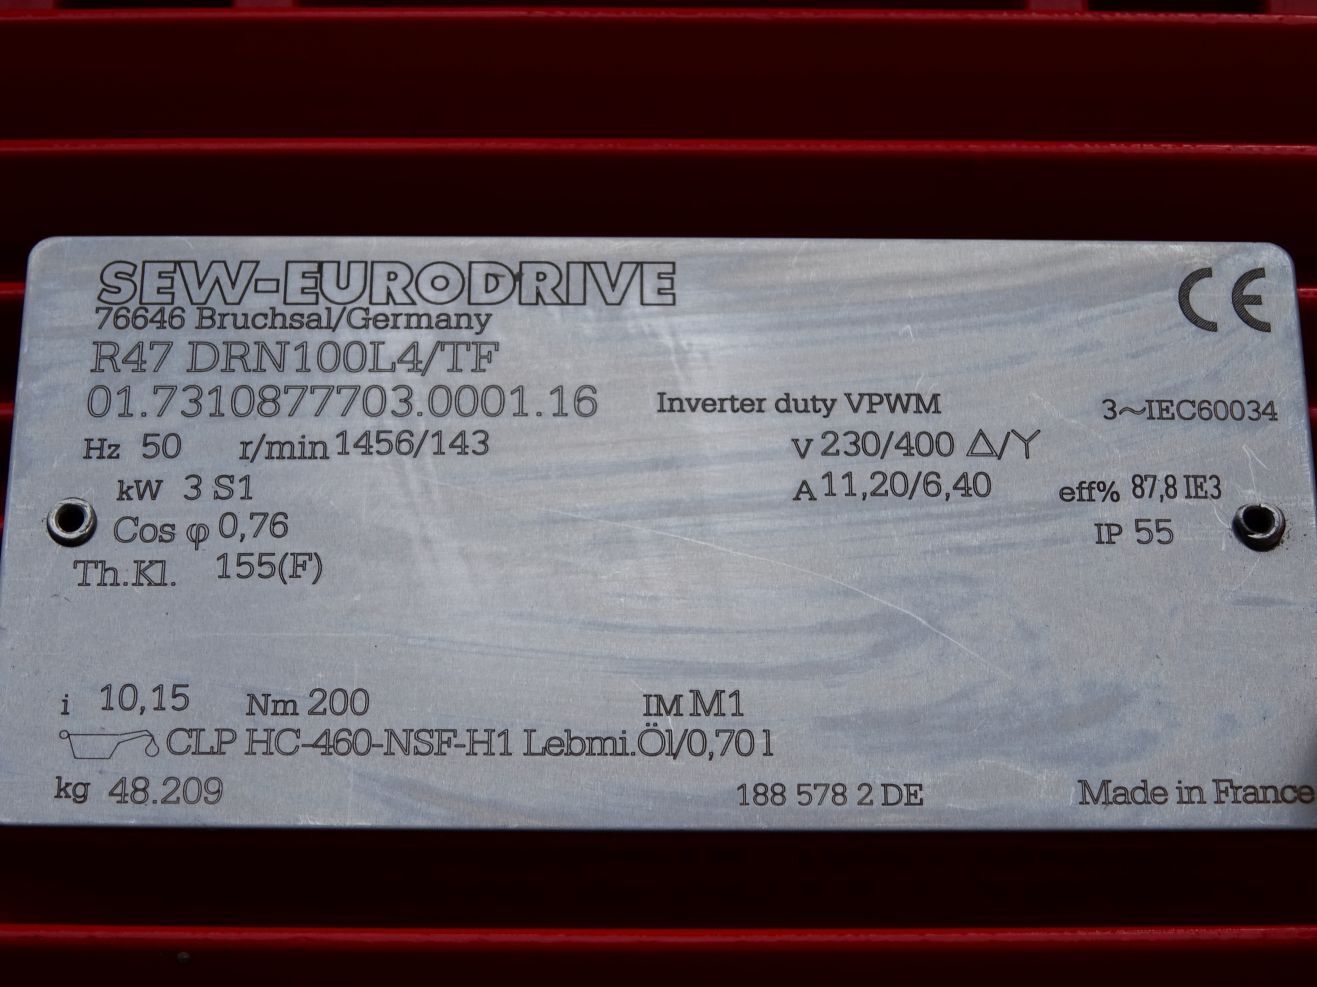 SEW-EURODRIVE CE
76646 Bruchsal/Germany
R47 DRN100L4/TF
01.7310877703.0001.16 Inverter duty VPWM 3~IEC60034
Hz 50 r/min 1456/143 V 230/400 Δ/Y
kW 3 S1 A 11,20/6,40 eff% 87,8 IE3
Cos φ 0,76 IP 55
Th.Kl. 155(F)
i 10,15 Nm 200 IM M1
CLP HC-460-NSF-H1 Lebmi.Öl/0,70 l
kg 48.209 188 578 2 DE Made in France